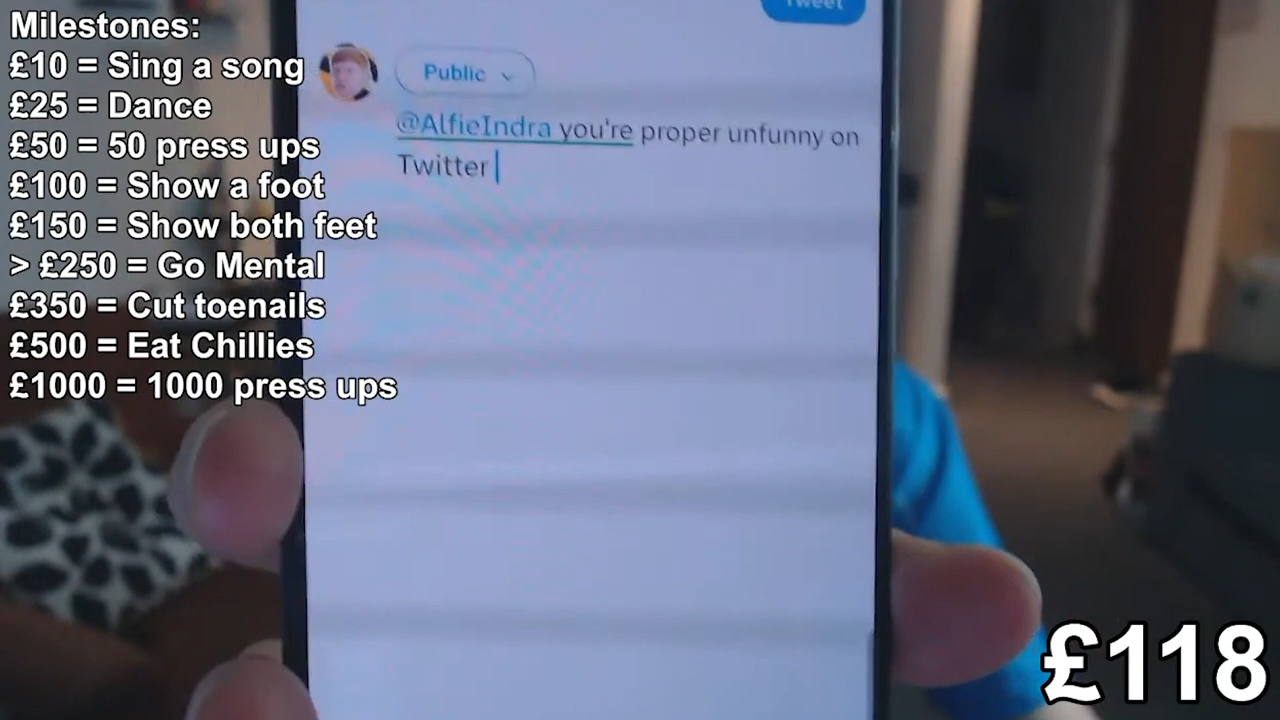 Milestones:
£10 = Sing a song
£25 = Dance
£50 = 50 press ups
£100 = Show a foot
£150 = Show both feet
> £250 = Go Mental
£350 = Cut toenails
£500 = Eat Chillies
£1000 = 1000 press ups
Tweet
Public
@AlfieIndra you're proper unfunny on
Twitter
£118